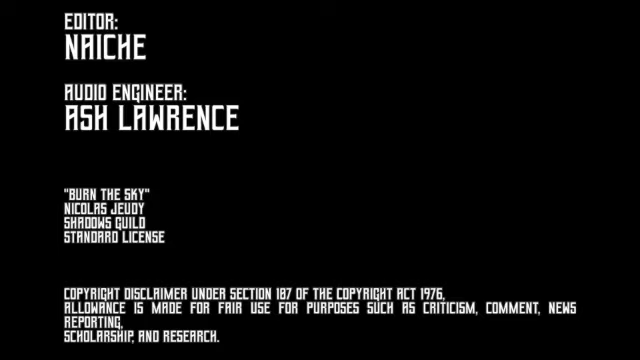 EDITOR:
NAICHE
AUDIO ENGINEER:
ASH LAWRENCE
"BURN THE SKY"
NICOLAS JEUDY
SHADOWS GUILD
STANDARD LICENSE
COPYRIGHT DISCLAIMER UNDER SECTION 187 OF THE COPYRIGHT ACT 1976,
ALLOWANCE IS MADE FOR FAIR USE FOR PURPOSES SUCH AS CRITICISM, COMMENT, NEWS
REPORTING,
SCHOLARSHIP, AND RESEARCH.